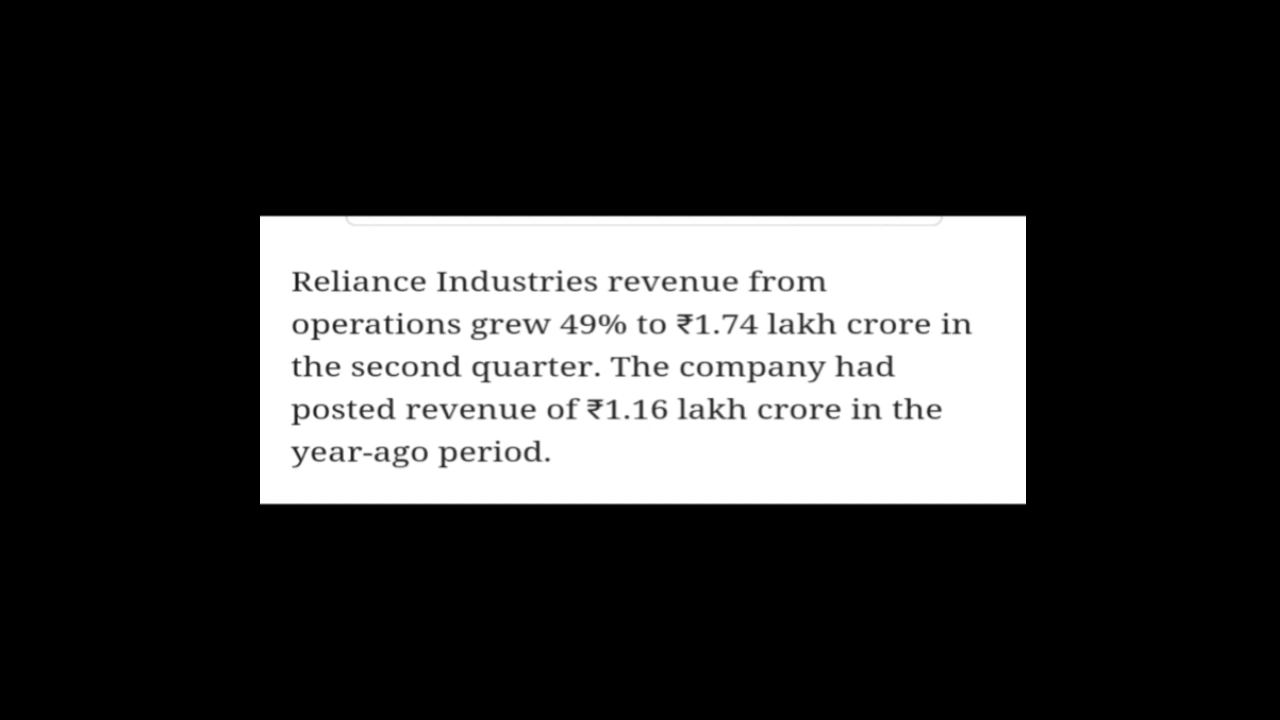 Reliance Industries revenue from
operations grew 49% to ₹1.74 lakh crore in
the second quarter. The company had
posted revenue of ₹1.16 lakh crore in the
year-ago period.